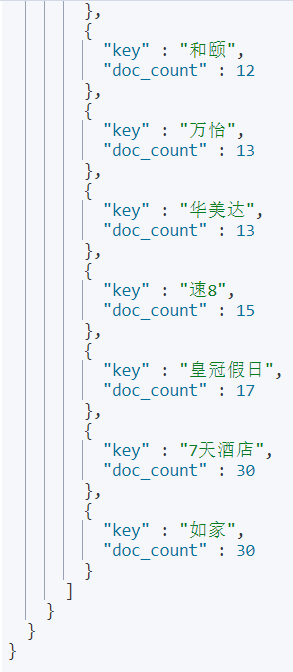 },
{
"key" : "和颐",
"doc_count" : 12
},
{
"key" : "万怡",
"doc_count" : 13
},
{
"key" : "华美达",
"doc_count" : 13
},
{
"key" : "速8",
"doc_count" : 15
},
{
"key" : "皇冠假日",
"doc_count" : 17
},
{
"key" : "7天酒店",
"doc_count" : 30
},
{
"key" : "如家",
"doc_count" : 30
}
]
}
}
}